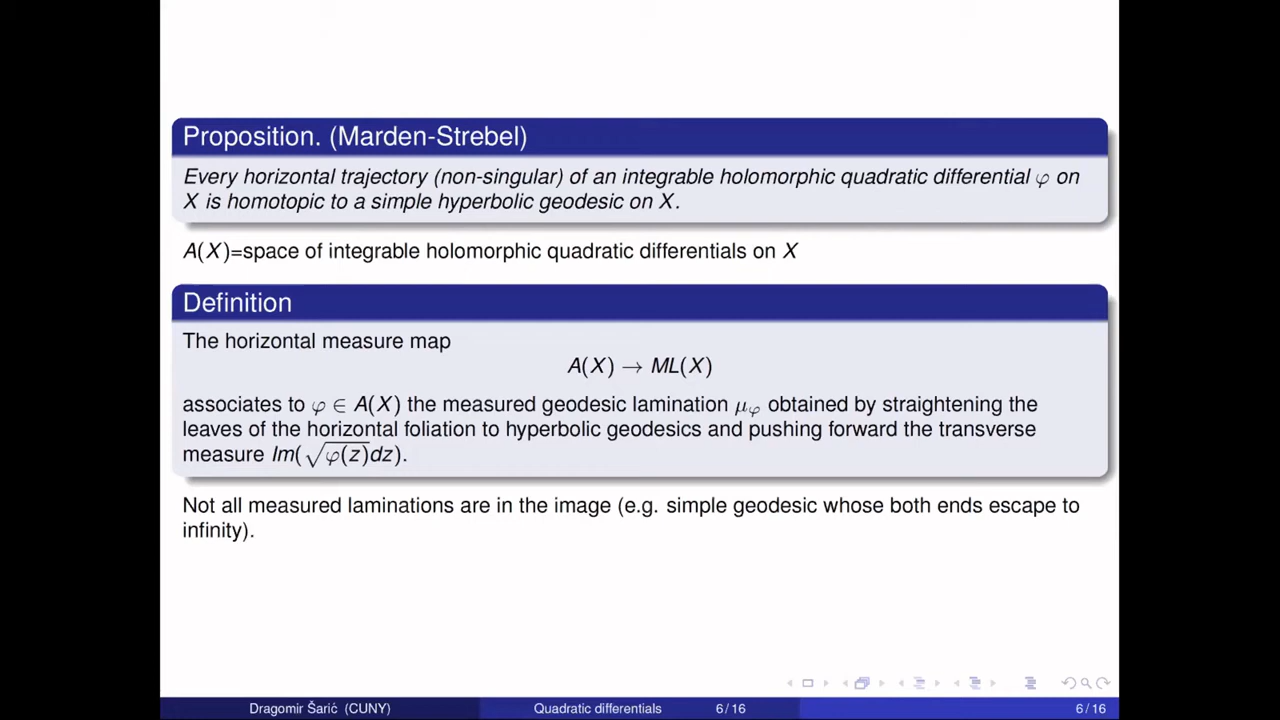 Proposition. (Marden-Strebel)
Every horizontal trajectory (non-singular) of an integrable holomorphic quadratic differential φ on
X is homotopic to a simple hyperbolic geodesic on X.
A(X)=space of integrable holomorphic quadratic differentials on X
Definition
The horizontal measure map
A(X) → ML(X)
associates to φ ∈ A(X) the measured geodesic lamination μ_φ obtained by straightening the
leaves of the horizontal foliation to hyperbolic geodesics and pushing forward the transverse
measure Im(√φ(z)dz).
Not all measured laminations are in the image (e.g. simple geodesic whose both ends escape to
infinity).
Dragomir Šarić (CUNY) Quadratic differentials 6/16 6/16